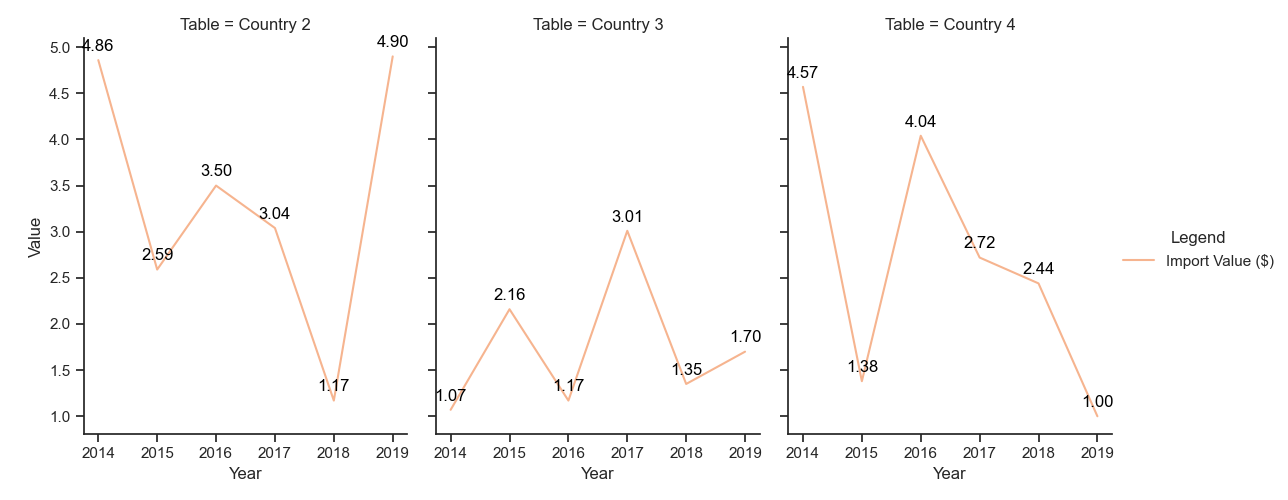 Table = Country 2
Table = Country 3
Table = Country 4
5.0
4.5
4.0
3.5
3.0
2.5
2.0
1.5
1.0
Value
4.86
2.59
3.50
3.04
1.17
4.90
2014 2015 2016 2017 2018 2019
Year
1.07
2.16
1.17
3.01
1.35
1.70
2014 2015 2016 2017 2018 2019
Year
4.57
1.38
4.04
2.72
2.44
1.00
2014 2015 2016 2017 2018 2019
Year
Legend
Import Value ($)